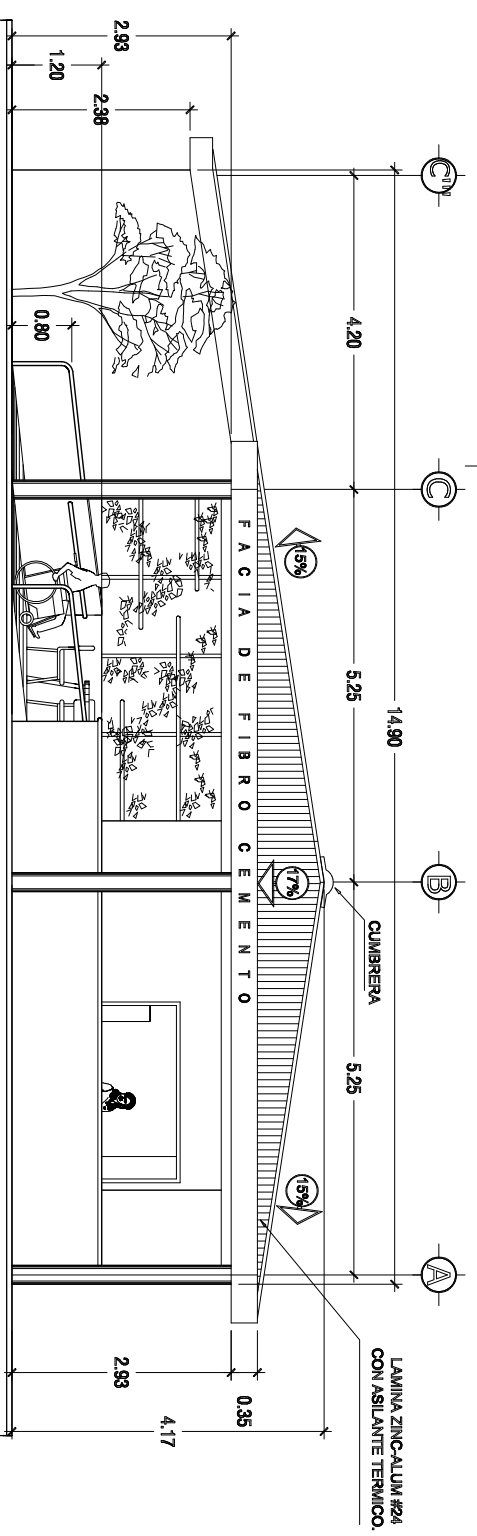 C'''
C
B
A
14.90
4.20
5.25
5.25
CUMBRERA
15%
17%
15%
LAMINA ZINC-ALUM #24
CON ASILANTE TERMICO.
FACIA DE FIBRO CEMENTO
2.93
1.20
2.38
0.80
0.35
2.93
4.17